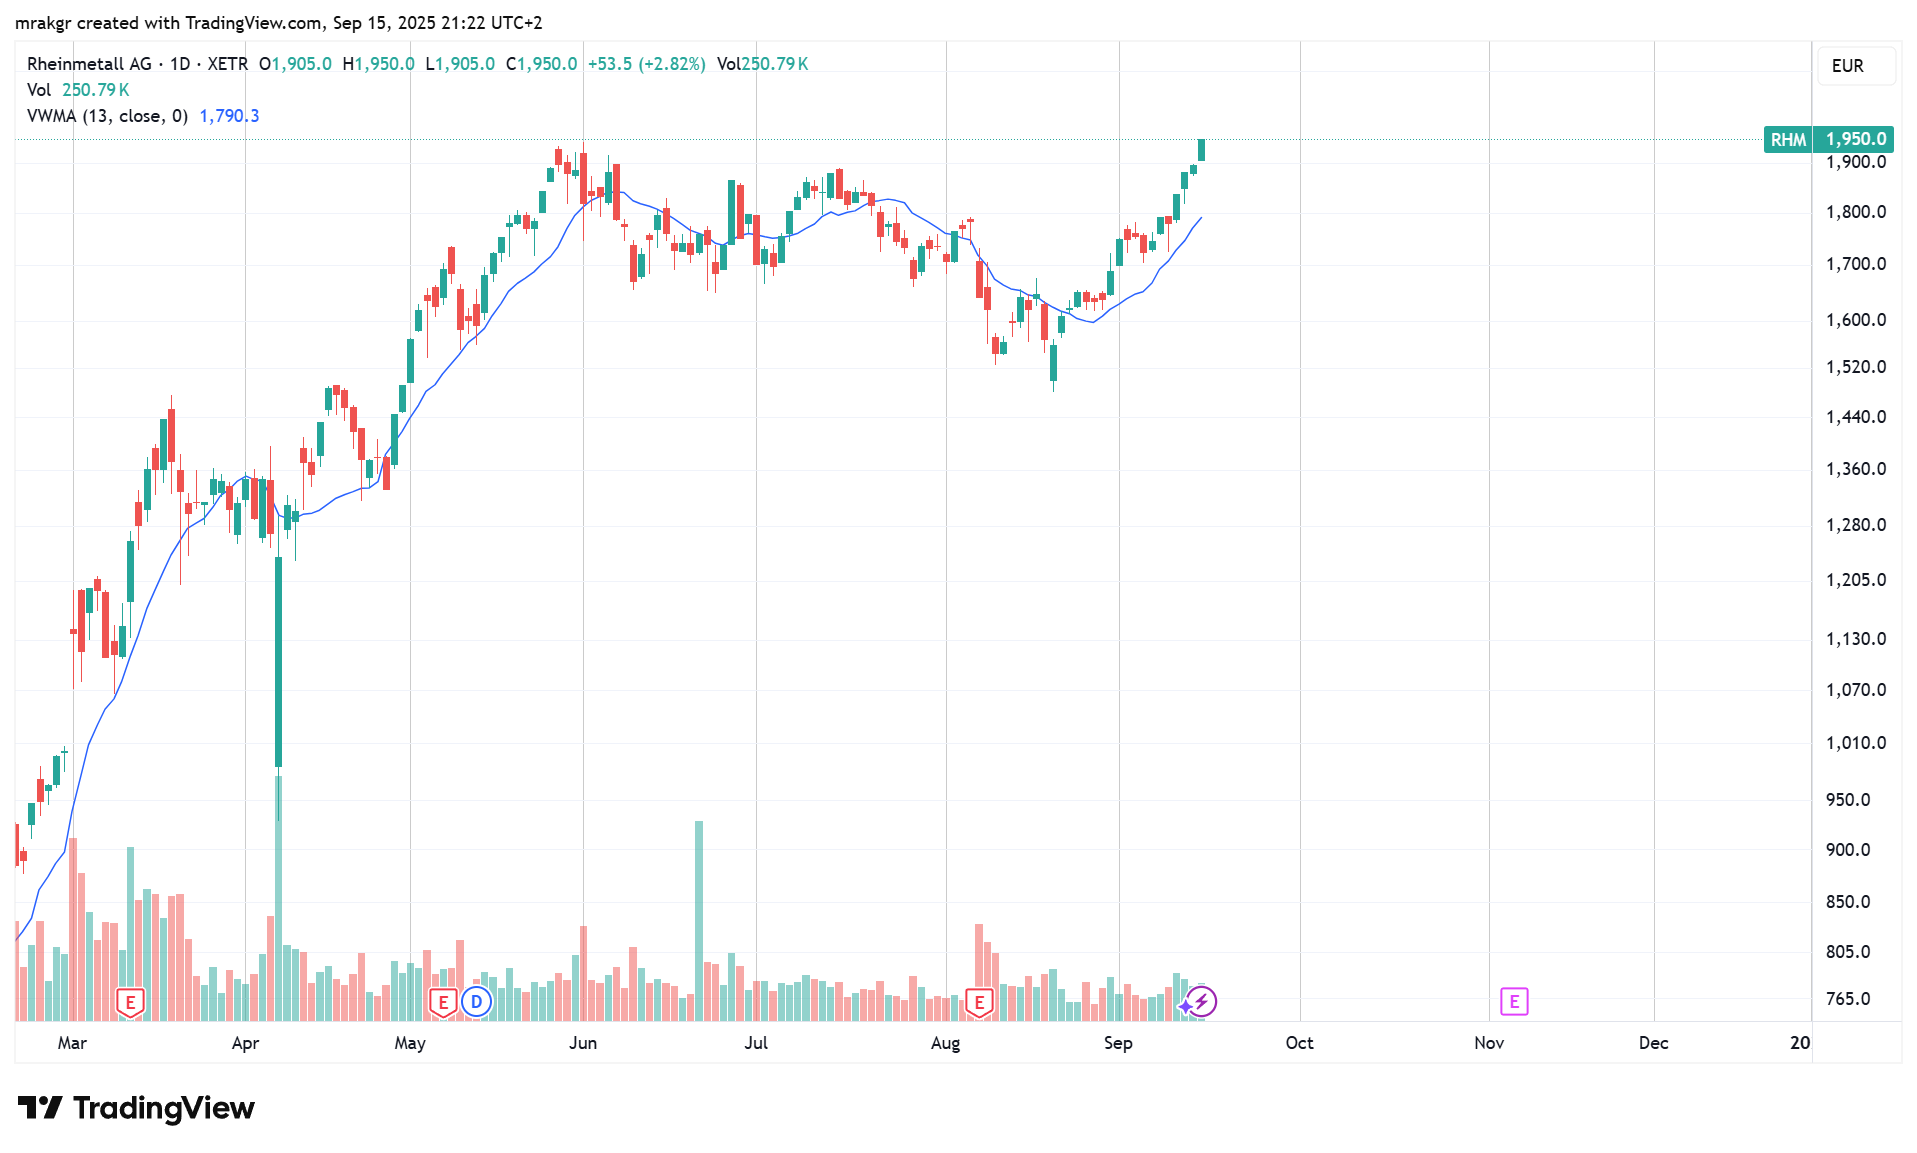 mrakgr created with TradingView.com, Sep 15, 2025 21:22 UTC+2
Rheinmetall AG · 1D · XETR O1,905.0 H1,950.0 L1,905.0 C1,950.0 +53.5 (+2.82%) Vol250.79K
Vol 250.79K
VWMA (13, close, 0) 1,790.3
EUR
RHM 1,950.0
1,900.0
1,800.0
1,700.0
1,600.0
1,520.0
1,440.0
1,360.0
1,280.0
1,205.0
1,130.0
1,070.0
1,010.0
950.0
900.0
850.0
805.0
765.0
E E D E E
Mar Apr May Jun Jul Aug Sep Oct Nov Dec 20
TradingView